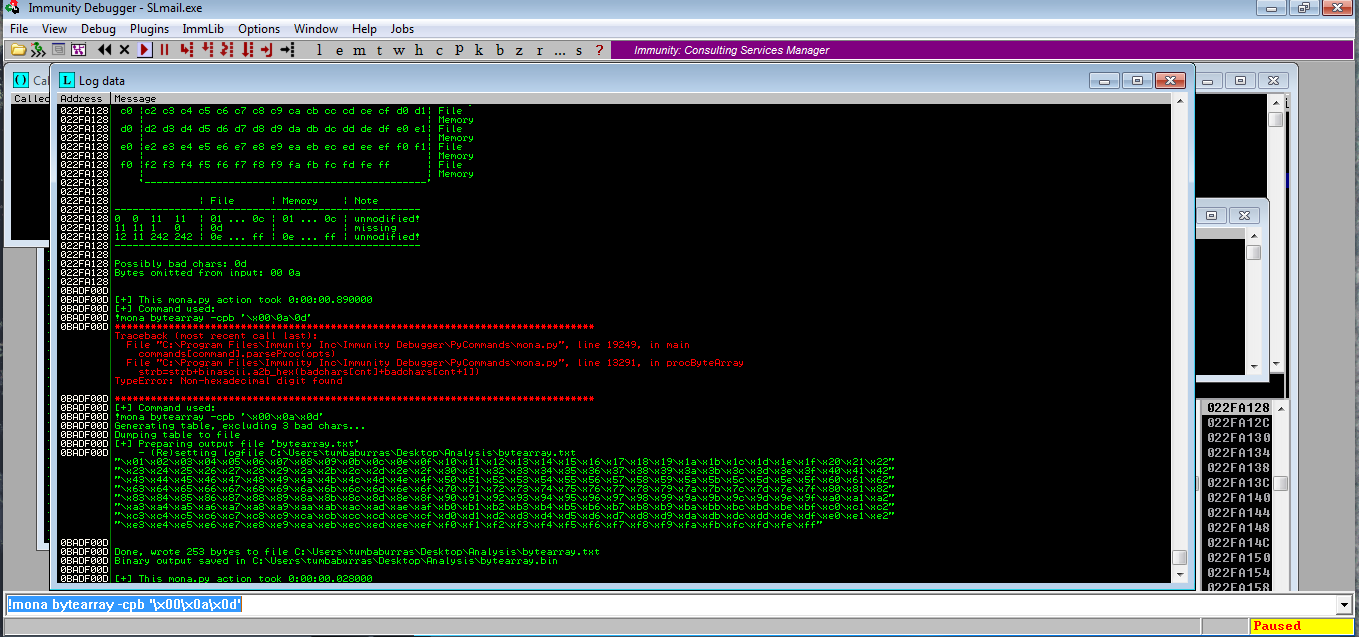 Immunity Debugger - SLmail.exe
File View Debug Plugins ImmLib Options Window Help Jobs
l e m t w h c P k b z r ... s ?
Immunity: Consulting Services Manager
Log data
Address Message
022FA128 c0 |c2 c3 c4 c5 c6 c7 c8 c9 ca cb cc cd ce cf d0 d1| File
022FA128 | | Memory
022FA128 d0 |d2 d3 d4 d5 d6 d7 d8 d9 da db dc dd de df e0 e1| File
022FA128 | | Memory
022FA128 e0 |e2 e3 e4 e5 e6 e7 e8 e9 ea eb ec ed ee ef f0 f1| File
022FA128 | | Memory
022FA128 f0 |f2 f3 f4 f5 f6 f7 f8 f9 fa fb fc fd fe ff | File
022FA128 | | Memory
022FA128 `-----------------------------------------------'
022FA128
022FA128 | File | Memory | Note
022FA128 ---------------------------------------------------
022FA128 0 0 11 11 | 01 ... 0c | 01 ... 0c | unmodified!
022FA128 11 11 1 0 | 0d | | missing
022FA128 12 11 242 242 | 0e ... ff | 0e ... ff | unmodified!
022FA128 ---------------------------------------------------
022FA128
022FA128 Possibly bad chars: 0d
022FA128 Bytes omitted from input: 00 0a
022FA128
0BADF00D
0BADF00D [+] This mona.py action took 0:00:00.890000
0BADF00D [+] Command used:
0BADF00D !mona bytearray -cpb '\x00\0a\0d'
0BADF00D ********************************************************************************
Traceback (most recent call last):
File "C:\Program Files\Immunity Inc\Immunity Debugger\PyCommands\mona.py", line 19249, in main
commands[command].parseProc(opts)
File "C:\Program Files\Immunity Inc\Immunity Debugger\PyCommands\mona.py", line 13291, in procByteArray
strb=strb+binascii.a2b_hex(badchars[cnt]+badchars[cnt+1])
TypeError: Non-hexadecimal digit found
0BADF00D ********************************************************************************
0BADF00D [+] Command used:
0BADF00D !mona bytearray -cpb '\x00\x0a\x0d'
0BADF00D Generating table, excluding 3 bad chars...
0BADF00D Dumping table to file
0BADF00D [+] Preparing output file 'bytearray.txt'
0BADF00D - (Re)setting logfile C:\Users\tumbaburras\Desktop\Analysis\bytearray.txt
"\x01\x02\x03\x04\x05\x06\x07\x08\x09\x0b\x0c\x0e\x0f\x10\x11\x12\x13\x14\x15\x16\x17\x18\x19\x1a\x1b\x1c\x1d\x1e\x1f\x20\x21\x22"
"\x23\x24\x25\x26\x27\x28\x29\x2a\x2b\x2c\x2d\x2e\x2f\x30\x31\x32\x33\x34\x35\x36\x37\x38\x39\x3a\x3b\x3c\x3d\x3e\x3f\x40\x41\x42"
"\x43\x44\x45\x46\x47\x48\x49\x4a\x4b\x4c\x4d\x4e\x4f\x50\x51\x52\x53\x54\x55\x56\x57\x58\x59\x5a\x5b\x5c\x5d\x5e\x5f\x60\x61\x62"
"\x63\x64\x65\x66\x67\x68\x69\x6a\x6b\x6c\x6d\x6e\x6f\x70\x71\x72\x73\x74\x75\x76\x77\x78\x79\x7a\x7b\x7c\x7d\x7e\x7f\x80\x81\x82"
"\x83\x84\x85\x86\x87\x88\x89\x8a\x8b\x8c\x8d\x8e\x8f\x90\x91\x92\x93\x94\x95\x96\x97\x98\x99\x9a\x9b\x9c\x9d\x9e\x9f\xa0\xa1\xa2"
"\xa3\xa4\xa5\xa6\xa7\xa8\xa9\xaa\xab\xac\xad\xae\xaf\xb0\xb1\xb2\xb3\xb4\xb5\xb6\xb7\xb8\xb9\xba\xbb\xbc\xbd\xbe\xbf\xc0\xc1\xc2"
"\xc3\xc4\xc5\xc6\xc7\xc8\xc9\xca\xcb\xcc\xcd\xce\xcf\xd0\xd1\xd2\xd3\xd4\xd5\xd6\xd7\xd8\xd9\xda\xdb\xdc\xdd\xde\xdf\xe0\xe1\xe2"
"\xe3\xe4\xe5\xe6\xe7\xe8\xe9\xea\xeb\xec\xed\xee\xef\xf0\xf1\xf2\xf3\xf4\xf5\xf6\xf7\xf8\xf9\xfa\xfb\xfc\xfd\xfe\xff"
0BADF00D
0BADF00D Done, wrote 253 bytes to file C:\Users\tumbaburras\Desktop\Analysis\bytearray.txt
0BADF00D Binary output saved in C:\Users\tumbaburras\Desktop\Analysis\bytearray.bin
0BADF00D
0BADF00D [+] This mona.py action took 0:00:00.028000
Cal
Called
022FA128
022FA12C
022FA130
022FA134
022FA138
022FA13C
022FA140
022FA144
022FA148
022FA14C
022FA150
022FA154
022FA158
!mona bytearray -cpb '\x00\x0a\x0d'
Paused